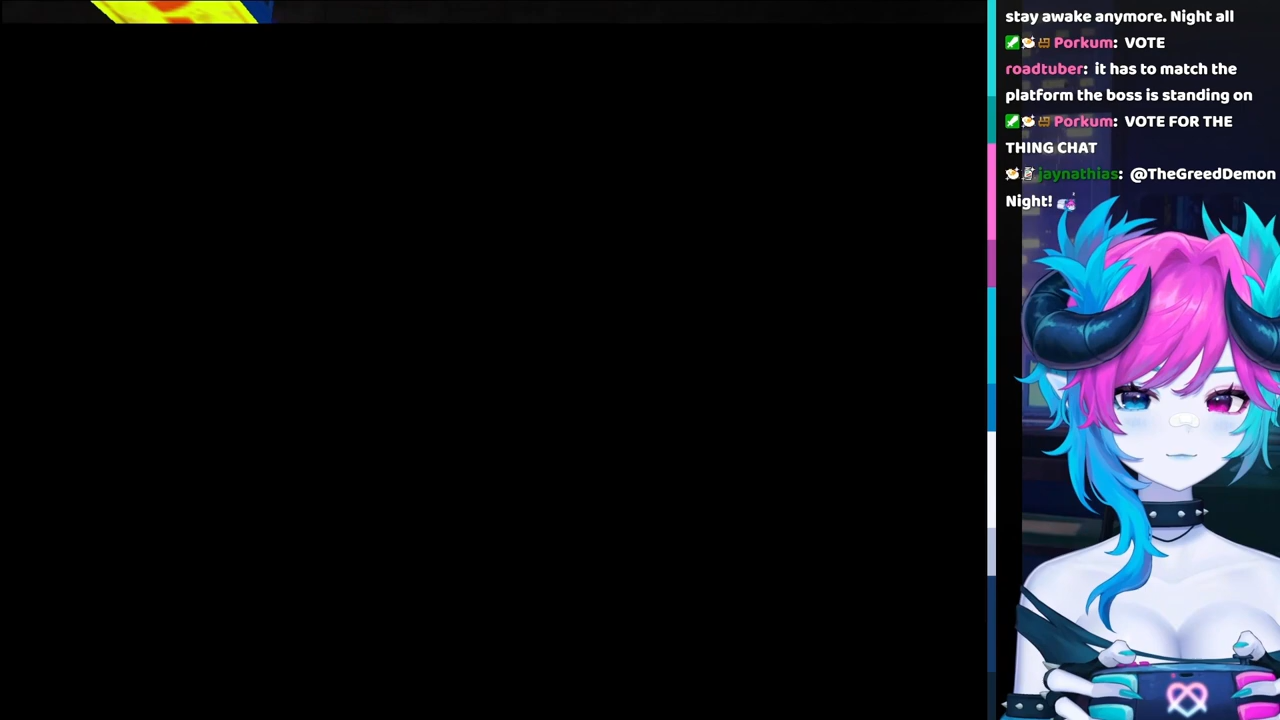 stay awake anymore. Night all
Porkum: VOTE
roadtuber: it has to match the
platform the boss is standing on
Porkum: VOTE FOR THE
THING CHAT
jaynathias: @TheGreedDemon
Night!